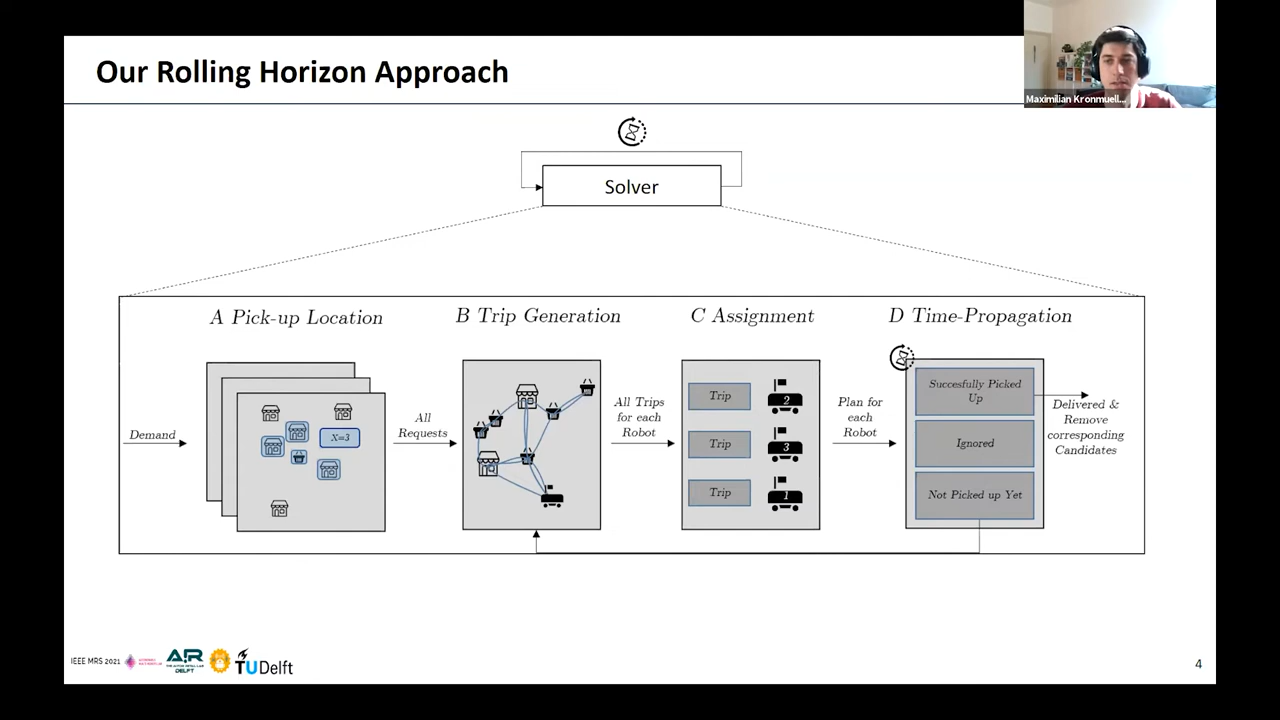 Our Rolling Horizon Approach
Maximilian Kronmuell...
Solver
A Pick-up Location
B Trip Generation
C Assignment
D Time-Propagation
Demand
X=3
All
Requests
All Trips
for each
Robot
Trip
2
Trip
3
Trip
1
Plan for
each
Robot
Succesfully Picked
Up
Ignored
Not Picked up Yet
Delivered &
Remove
corresponding
Candidates
IEEE MRS 2021
AIR
DELFT
TUDelft
4